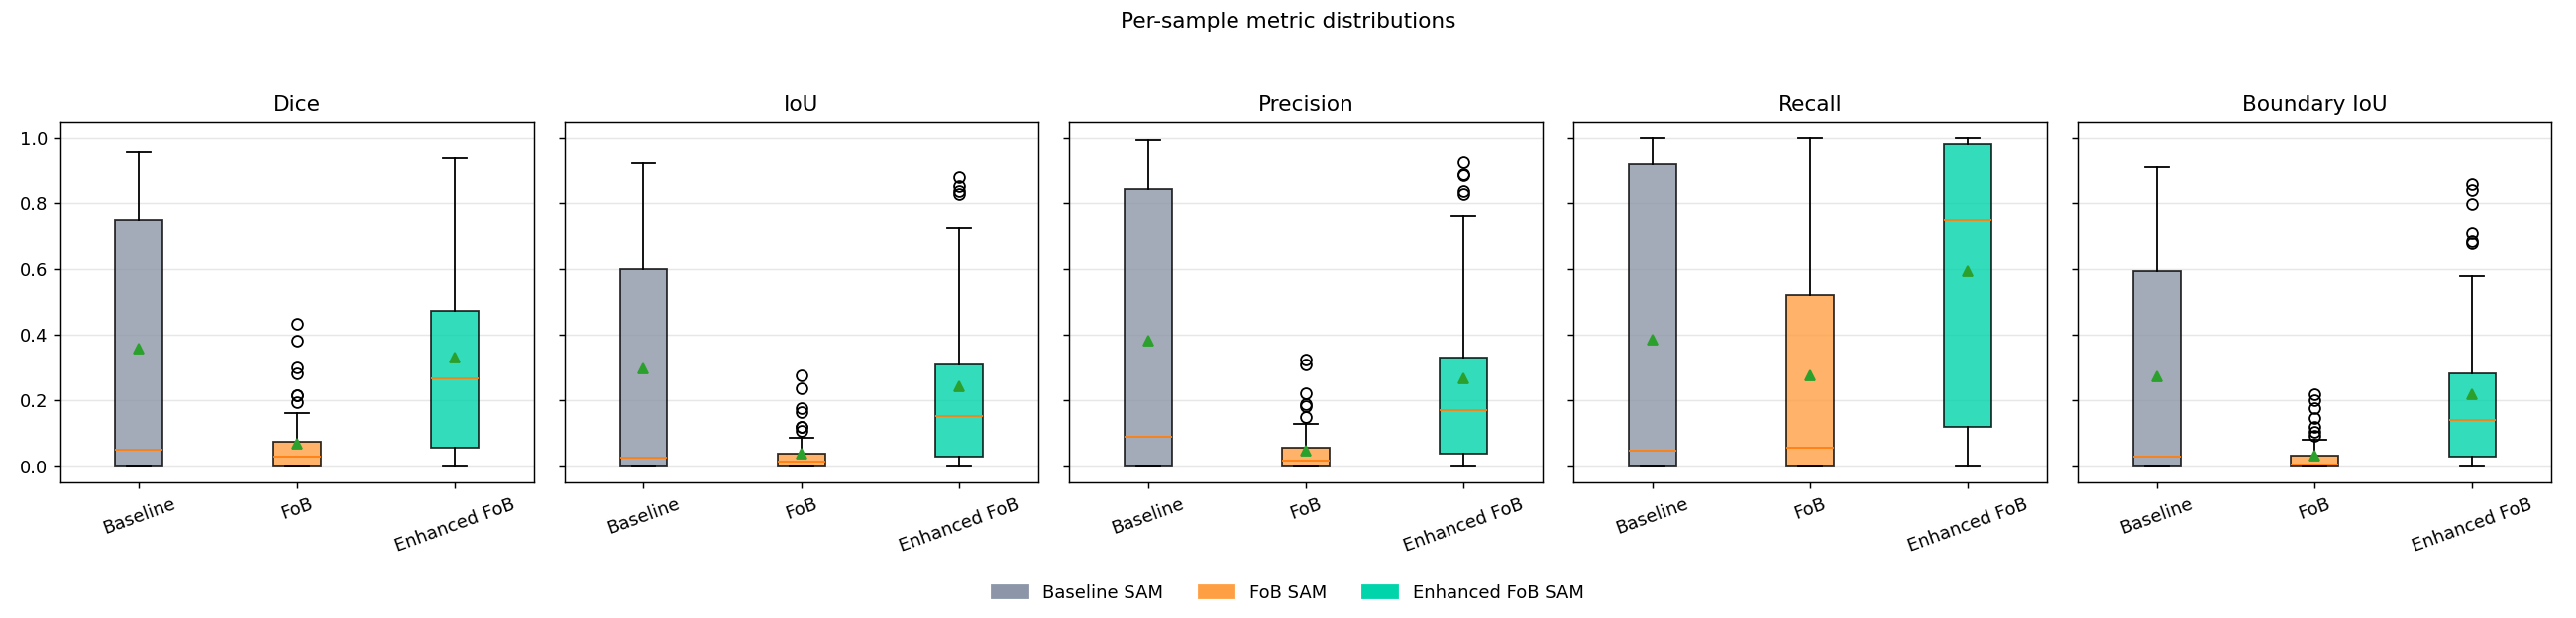 Per-sample metric distributions
Dice
IoU
Precision
Recall
Boundary IoU
1.0
0.8
0.6
0.4
0.2
0.0
Baseline
FoB
Enhanced FoB
Baseline
FoB
Enhanced FoB
Baseline
FoB
Enhanced FoB
Baseline
FoB
Enhanced FoB
Baseline
FoB
Enhanced FoB
Baseline SAM
FoB SAM
Enhanced FoB SAM